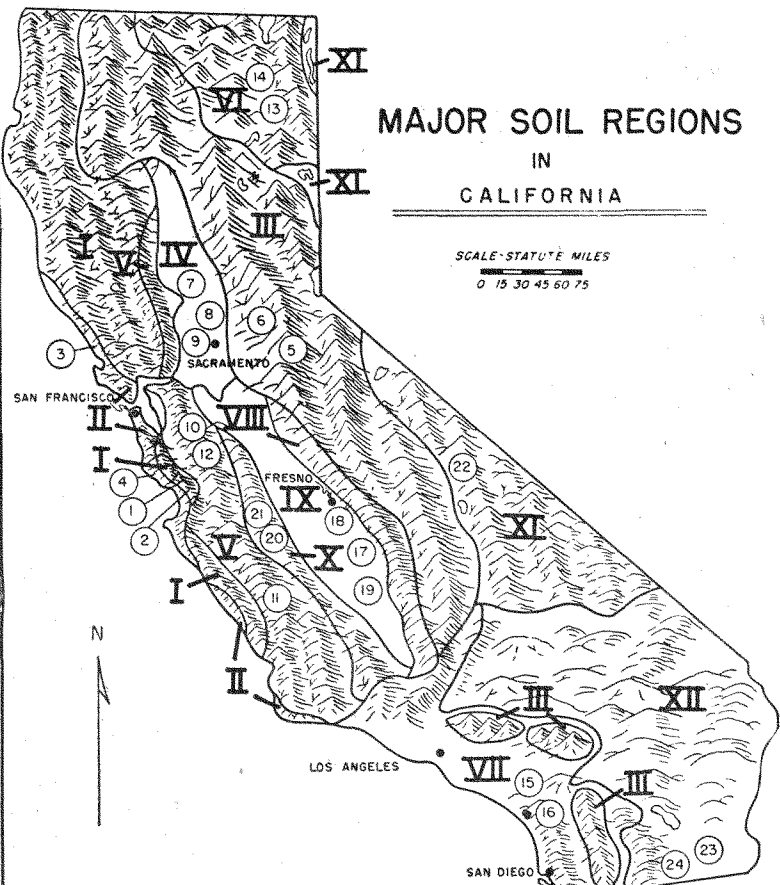 XI
14
VI
13
MAJOR SOIL REGIONS
IN
CALIFORNIA
XI
III
SCALE-STATUTE MILES
0 15 30 45 60 75
I
V
IV
7
8
6
9
SACRAMENTO
5
3
SAN FRANCISCO
II
VIII
10
I
12
22
4
FRESNO
IX
1
21
18
XI
2
20
17
V
X
I
11
19
N
II
III
XII
LOS ANGELES
VII
15
III
16
23
24
SAN DIEGO